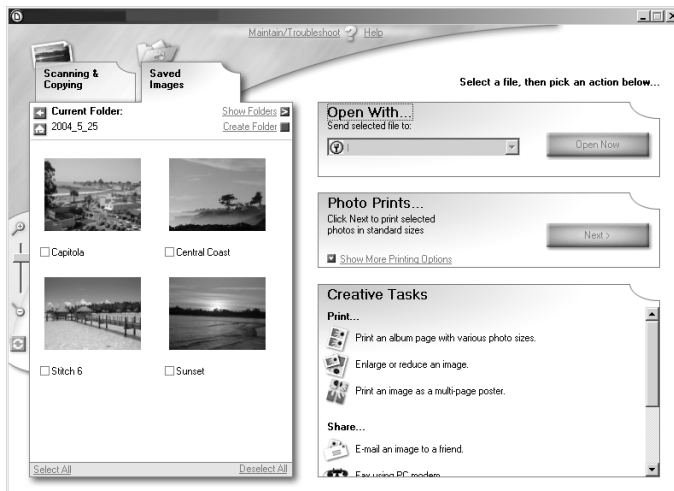 Maintain/Troubleshoot ? Help
Scanning &
Copying
Saved
Images
Select a file, then pick an action below...
Current Folder:
Show Folders
2004_5_25
Create Folder
Capitola
Central Coast
Stitch 6
Sunset
Select All
Deselect All
Open With...
Send selected file to:
Open Now
Photo Prints...
Click Next to print selected
photos in standard sizes
Next >
Show More Printing Options
Creative Tasks
Print...
Print an album page with various photo sizes.
Enlarge or reduce an image.
Print an image as a multi-page poster.
Share...
E-mail an image to a friend.
Fax using PC modem